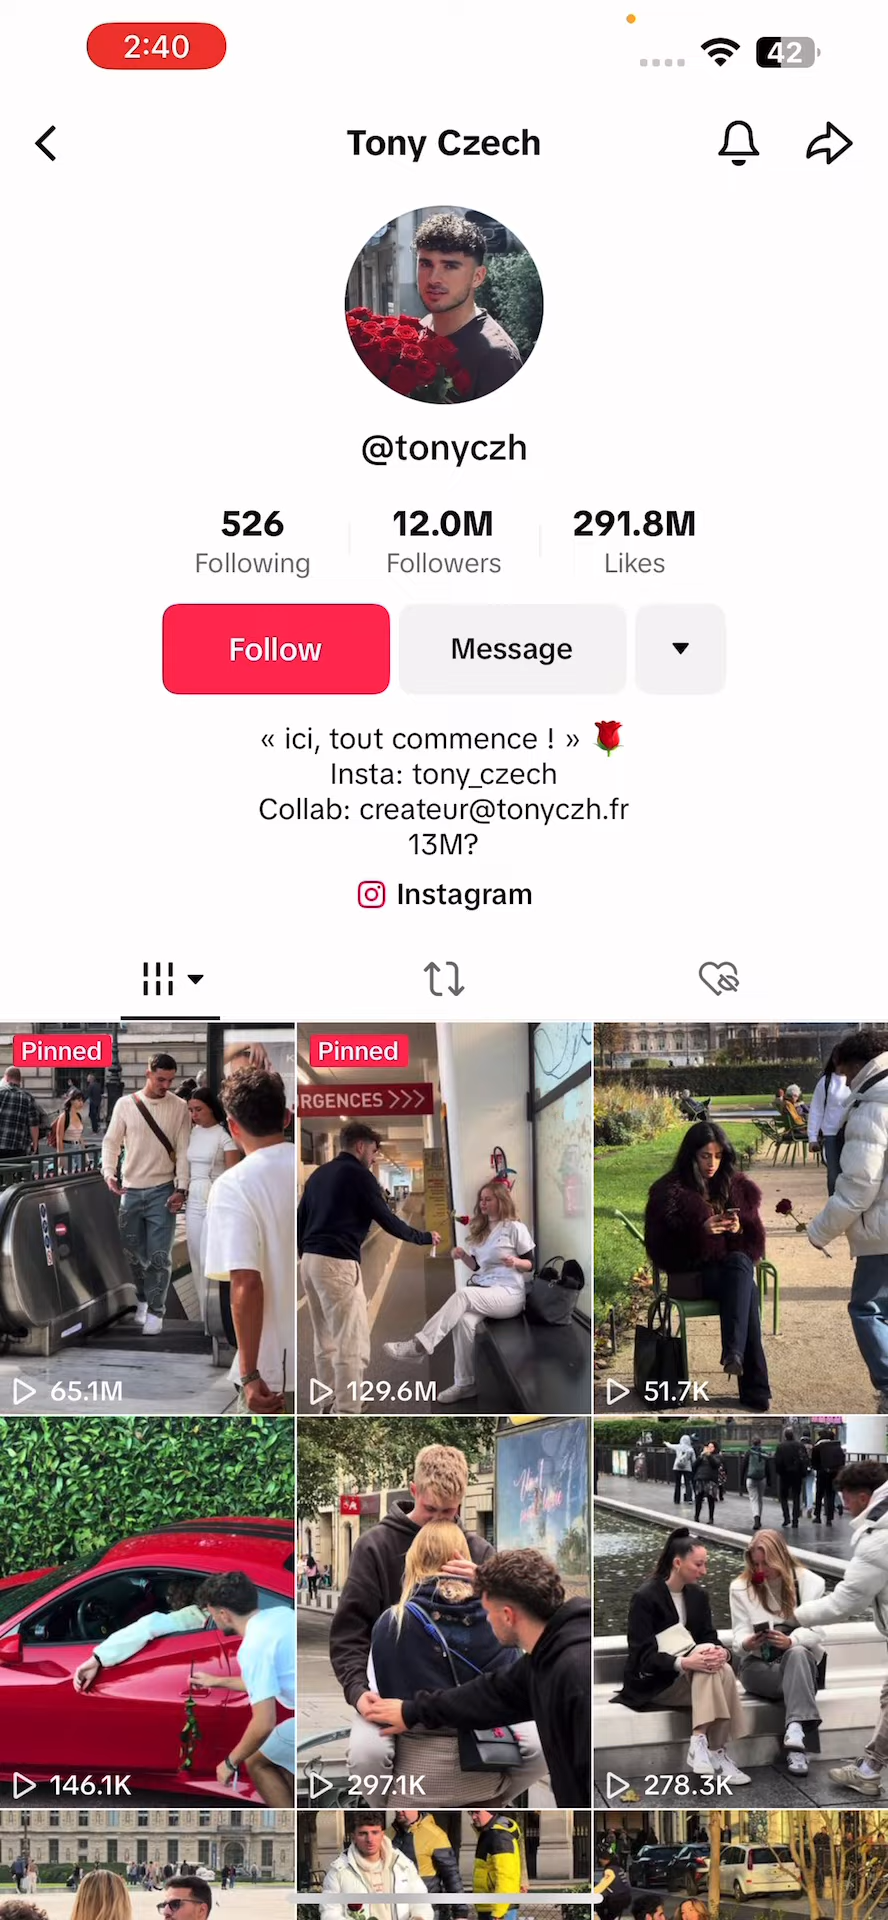 2:40
42
Tony Czech
@tonyczh
526
12.0M
291.8M
Following
Followers
Likes
Follow
Message
« ici, tout commence ! » 🌹
Insta: tony_czech
Collab: createur@tonyczh.fr
13M?
Instagram
Pinned
Pinned
RGENCES >>>
65.1M
129.6M
51.7K
146.1K
297.1K
278.3K